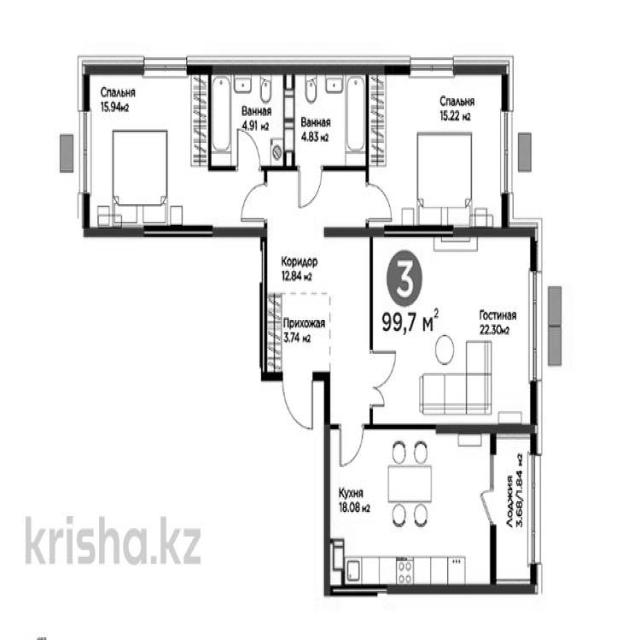 Спальня
15.94м2
Ванная
4.91 м2
Ванная
4.83 м2
Спальня
15.22 м2
Коридор
12.84 м2
Прихожая
3.74 м2
3
99,7 м2
Гостиная
22.30м2
Кухня
18.08 м2
Лоджия
3.68/1.84 м2
krisha.kz